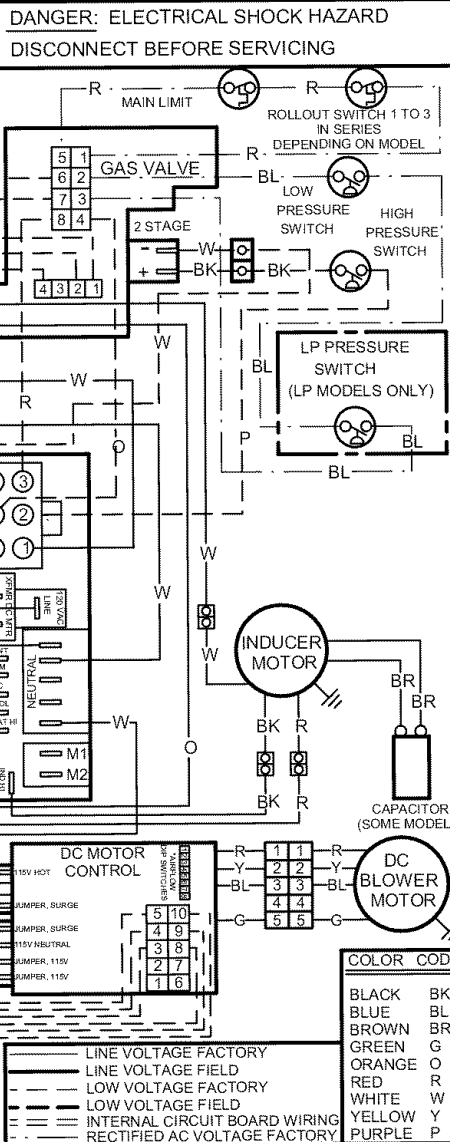 DANGER: ELECTRICAL SHOCK HAZARD
DISCONNECT BEFORE SERVICING
R
MAIN LIMIT
R
ROLLOUT SWITCH 1 TO 3
IN SERIES
DEPENDING ON MODEL
R
5 1
6 2
7 3
8 4
GAS VALVE
BL
LOW
PRESSURE
SWITCH
HIGH
PRESSURE
SWITCH
2 STAGE
- W
+ BK BK
4 3 2 1
W
LP PRESSURE
SWITCH
(LP MODELS ONLY)
BL
W
R
O
P
BL
BL
3
2
1
W
W
120 VAC
LINE
NEUTRAL
W
INDUCER
MOTOR
BR
BR
W
O
BK R
M1
M2
IND HI
BK R
CAPACITOR
(SOME MODEL
DC MOTOR
CONTROL
*AIRFLOW
DIP SWITCHES
115V HOT
JUMPER, SURGE
JUMPER, SURGE
115V NEUTRAL
JUMPER, 115V
JUMPER, 115V
5 10
4 9
3 8
2 7
1 6
R 1 1 R
Y 2 2 Y
BL 3 3 BL
4 4
G 5 5 G
DC
BLOWER
MOTOR
COLOR COD
BLACK BK
BLUE BL
BROWN BR
GREEN G
ORANGE O
RED R
WHITE W
YELLOW Y
PURPLE P
LINE VOLTAGE FACTORY
LINE VOLTAGE FIELD
LOW VOLTAGE FACTORY
LOW VOLTAGE FIELD
INTERNAL CIRCUIT BOARD WIRING
RECTIFIED AC VOLTAGE FACTORY